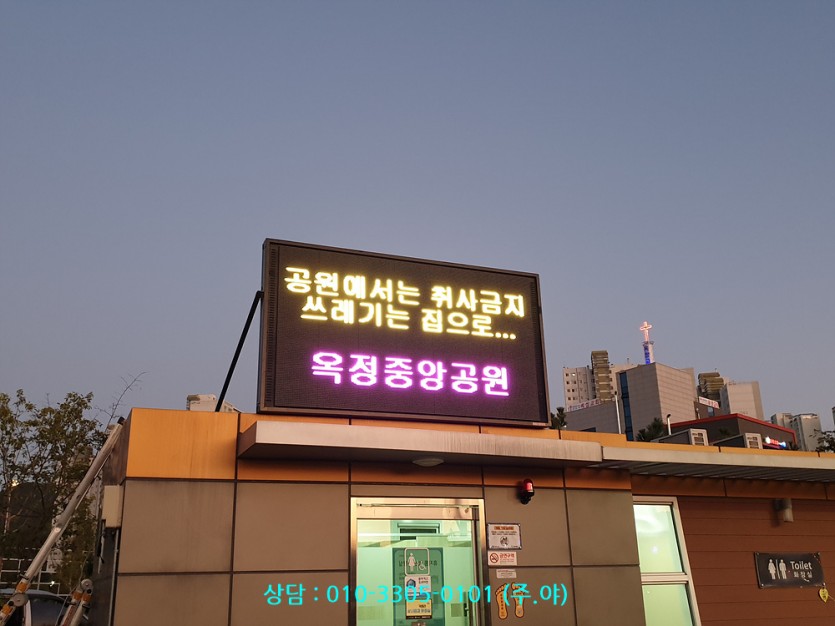 공원에서는 취사금지
쓰레기는 집으로...
옥정중앙공원
Toilet
화장실
상담 : 010-3305-0101 (주.야)